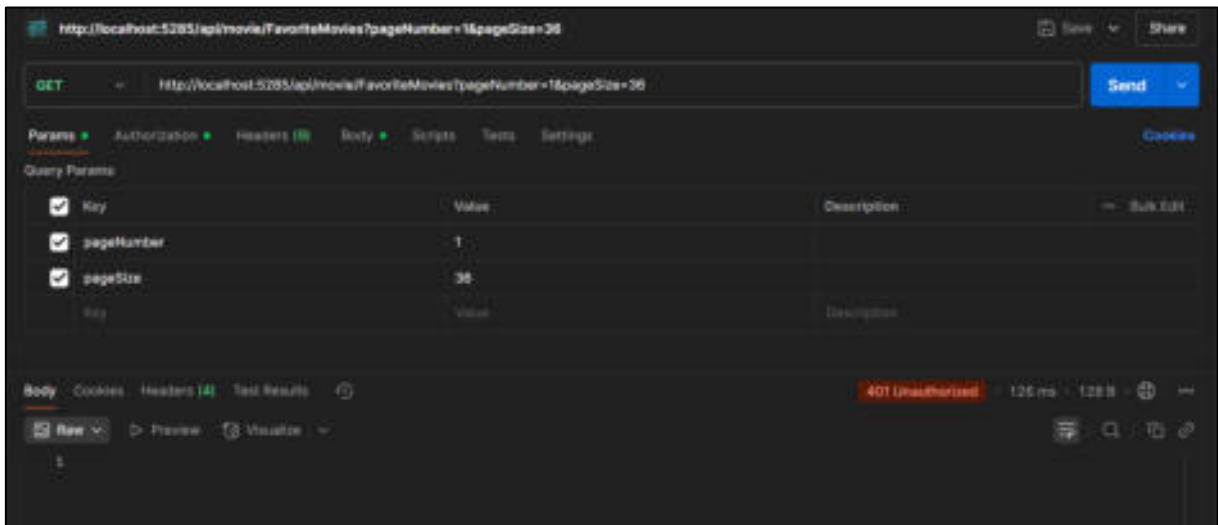 http://localhost:5285/api/movie/FavoriteMovies?pageNumber=1&pageSize=36 Save Share
GET http://localhost:5285/api/movie/FavoriteMovies?pageNumber=1&pageSize=36 Send
Params Authorization Headers (9) Body Scripts Tests Settings Cookies
Query Params
Key Value Description Bulk Edit
pageNumber 1
pageSize 36
Key Value Description
Body Cookies Headers (4) Test Results 401 Unauthorized 126 ms 128 B
Raw Preview Visualize
1